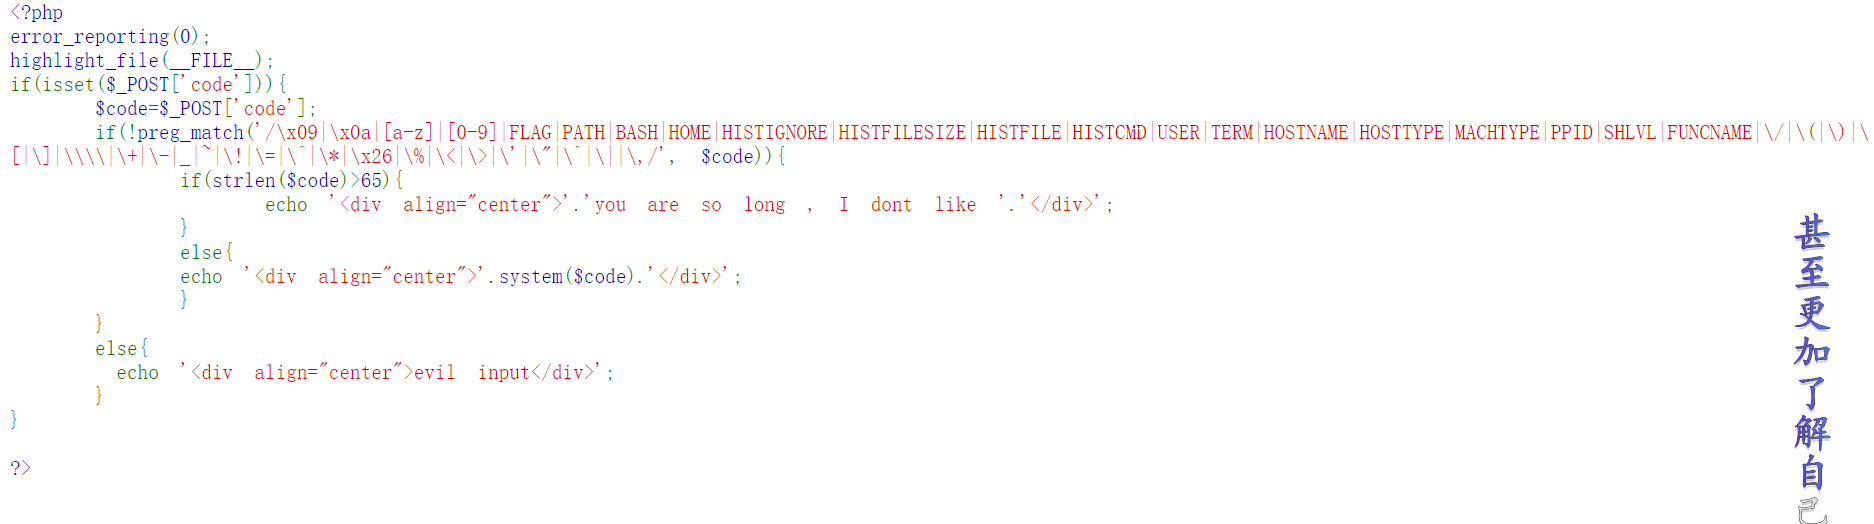 <?php
error_reporting(0);
highlight_file(__FILE__);
if(isset($_POST['code'])){
$code=$_POST['code'];
if(!preg_match('/\x09|\x0a|[a-z]|[0-9]|FLAG|PATH|BASH|HOME|HISTIGNORE|HISTFILESIZE|HISTFILE|HISTCMD|USER|TERM|HOSTNAME|HOSTTYPE|MACHTYPE|PPID|SHLVL|FUNCNAME|\/|\(|\)|\
[|\]|\\\\|\+|\-|_|~|\!|\=|\^|\*|\x26|\%|\<|\>|\'|\"|\`|\||\,/', $code)){
if(strlen($code)>65){
echo '<div align="center">'.'you are so long , I dont like '.'</div>';
}
else{
echo '<div align="center">'.system($code).'</div>';
}
}
else{
echo '<div align="center">evil input</div>';
}
}
?>
甚至更加了解自己